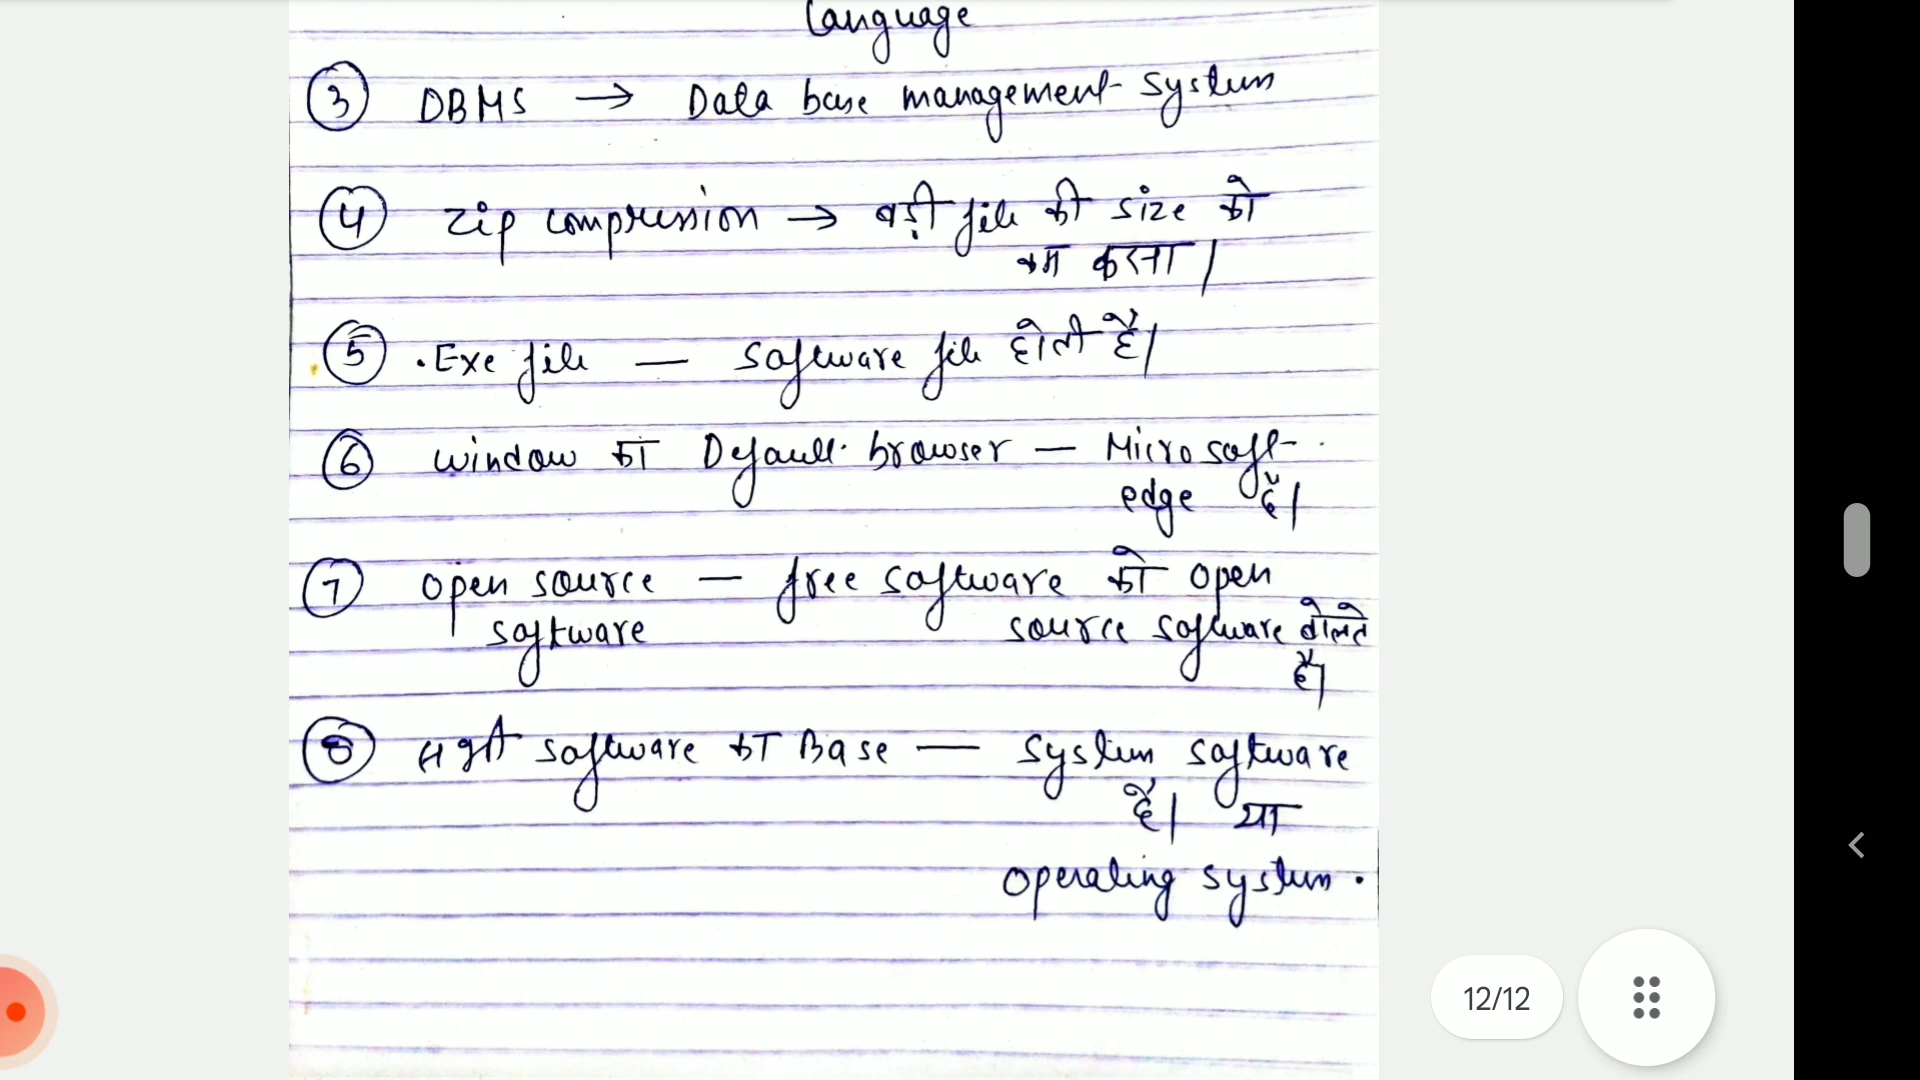 Language
③ DBMS → Data base management System
④ zip compression → बड़ी file की size को
कम करना।
⑤ .Exe file — Software file होती है।
⑥ window का Default browser — Microsoft
edge है।
⑦ open source — free software को open
software source software बोलते
हैं।
⑧ सभी software का Base — System software
है। या
operating system.
12/12